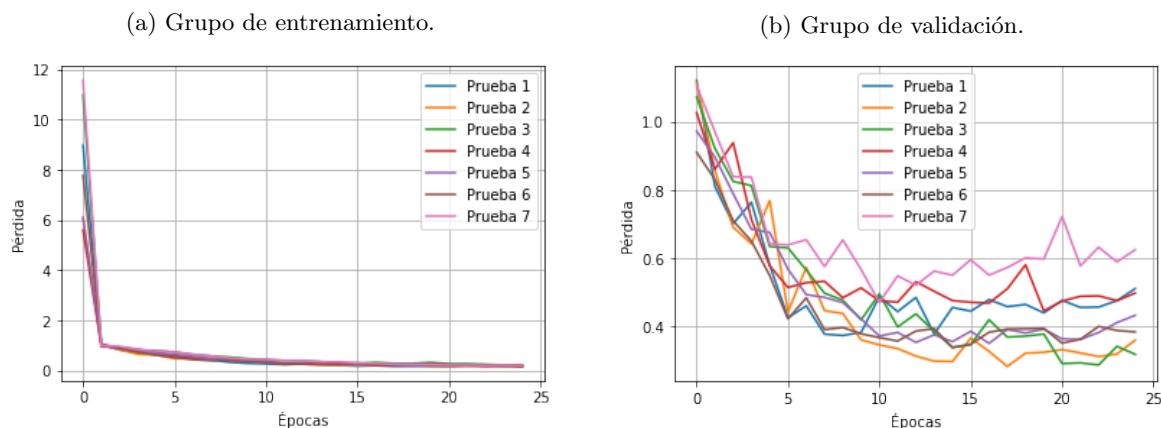 (a) Grupo de entrenamiento.
12
10
8
6
4
2
0
Pérdida
0 5 10 15 20 25
Épocas
Prueba 1
Prueba 2
Prueba 3
Prueba 4
Prueba 5
Prueba 6
Prueba 7
(b) Grupo de validación.
1.0
0.8
0.6
0.4
Pérdida
0 5 10 15 20 25
Épocas
Prueba 1
Prueba 2
Prueba 3
Prueba 4
Prueba 5
Prueba 6
Prueba 7